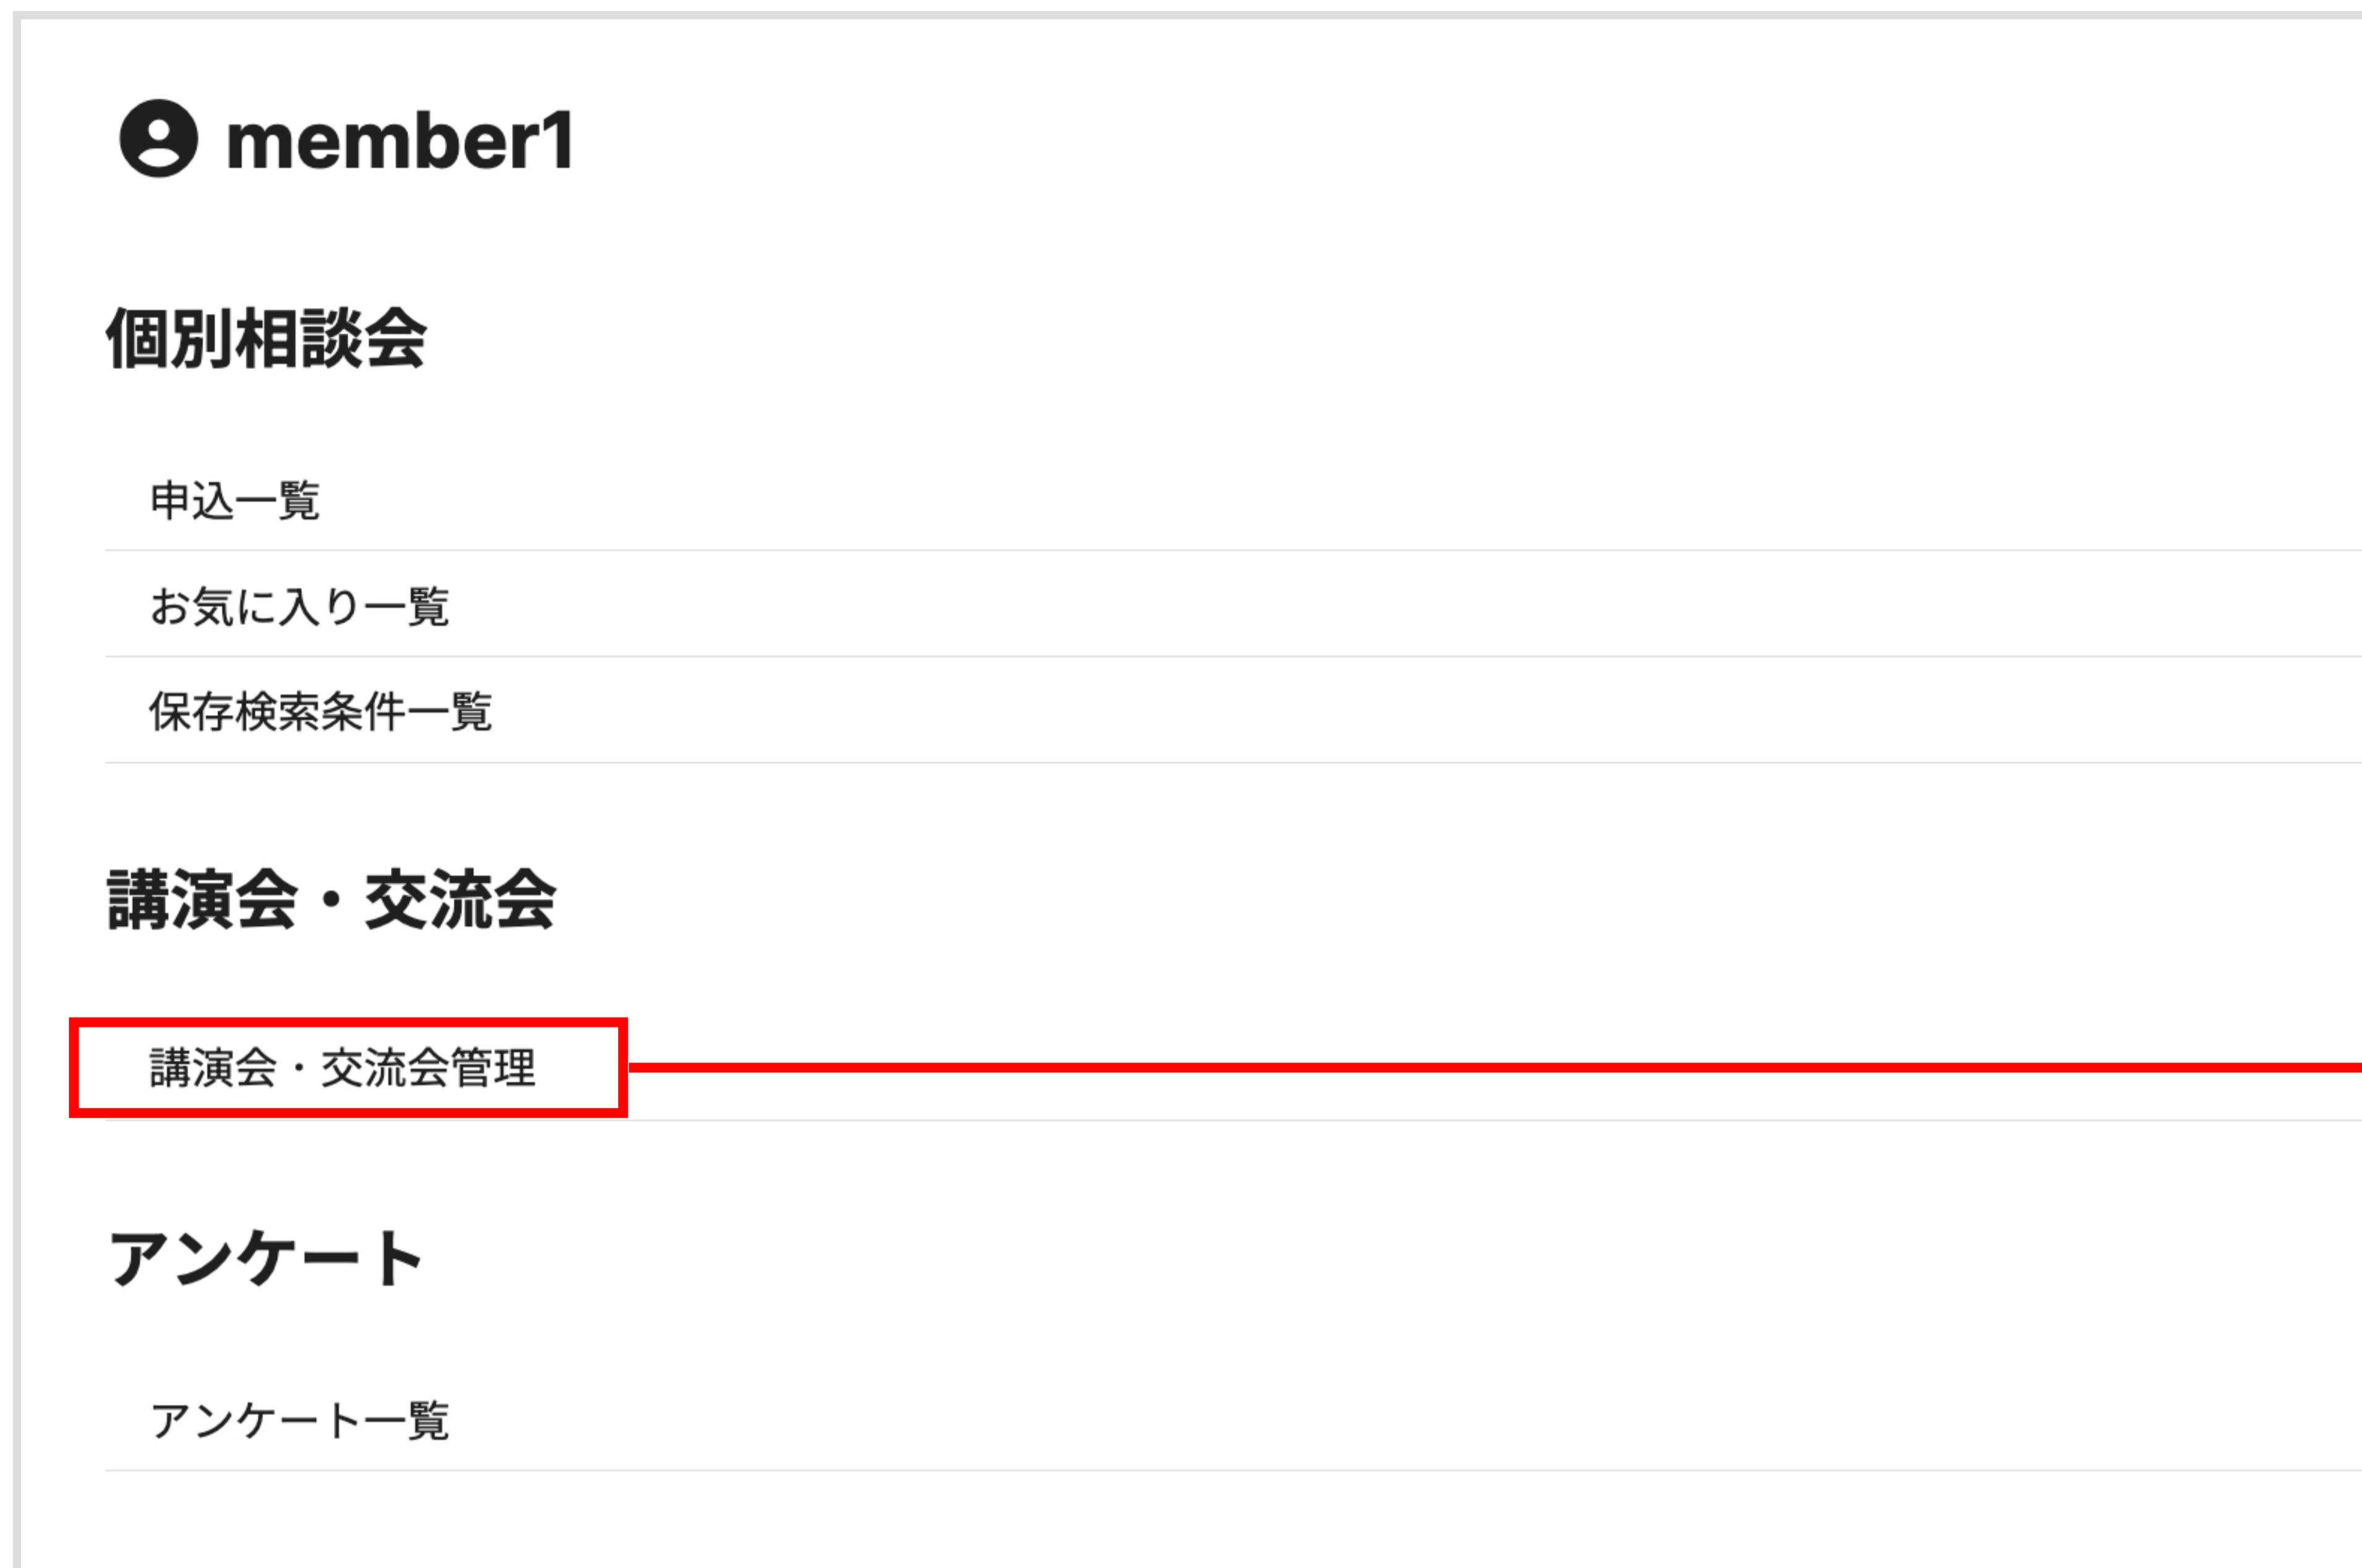 member1
個別相談会
申込一覧
お気に入り一覧
保存検索条件一覧
講演会・交流会
講演会・交流会管理
アンケート
アンケート一覧